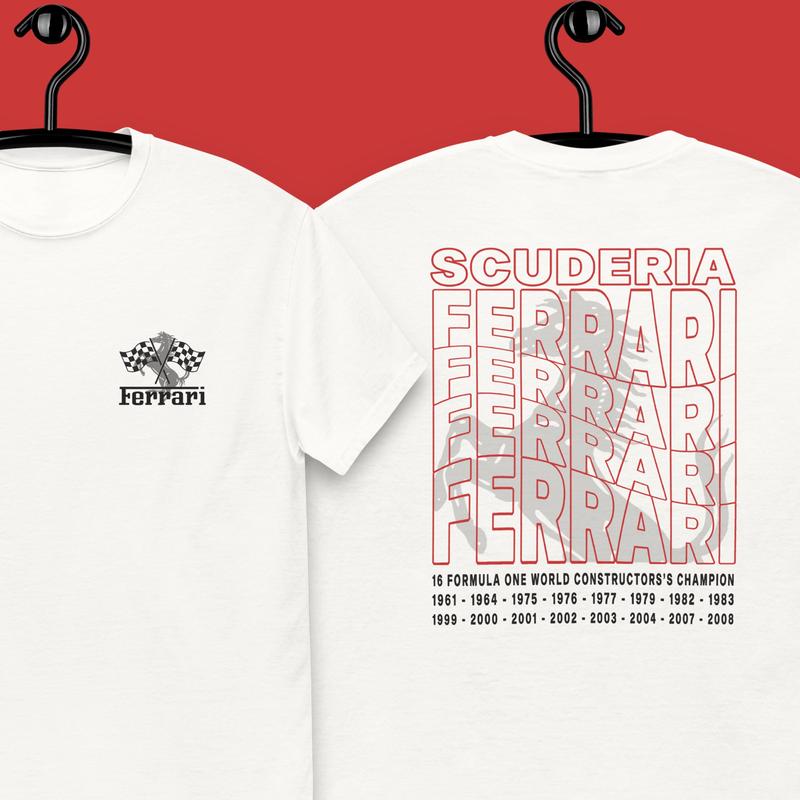 Ferrari
SCUDERIA
FERRARI
FERRARI
FERRARI
FERRARI
16 FORMULA ONE WORLD CONSTRUCTORS'S CHAMPION
1961 - 1964 - 1975 - 1976 - 1977 - 1979 - 1982 - 1983
1999 - 2000 - 2001 - 2002 - 2003 - 2004 - 2007 - 2008